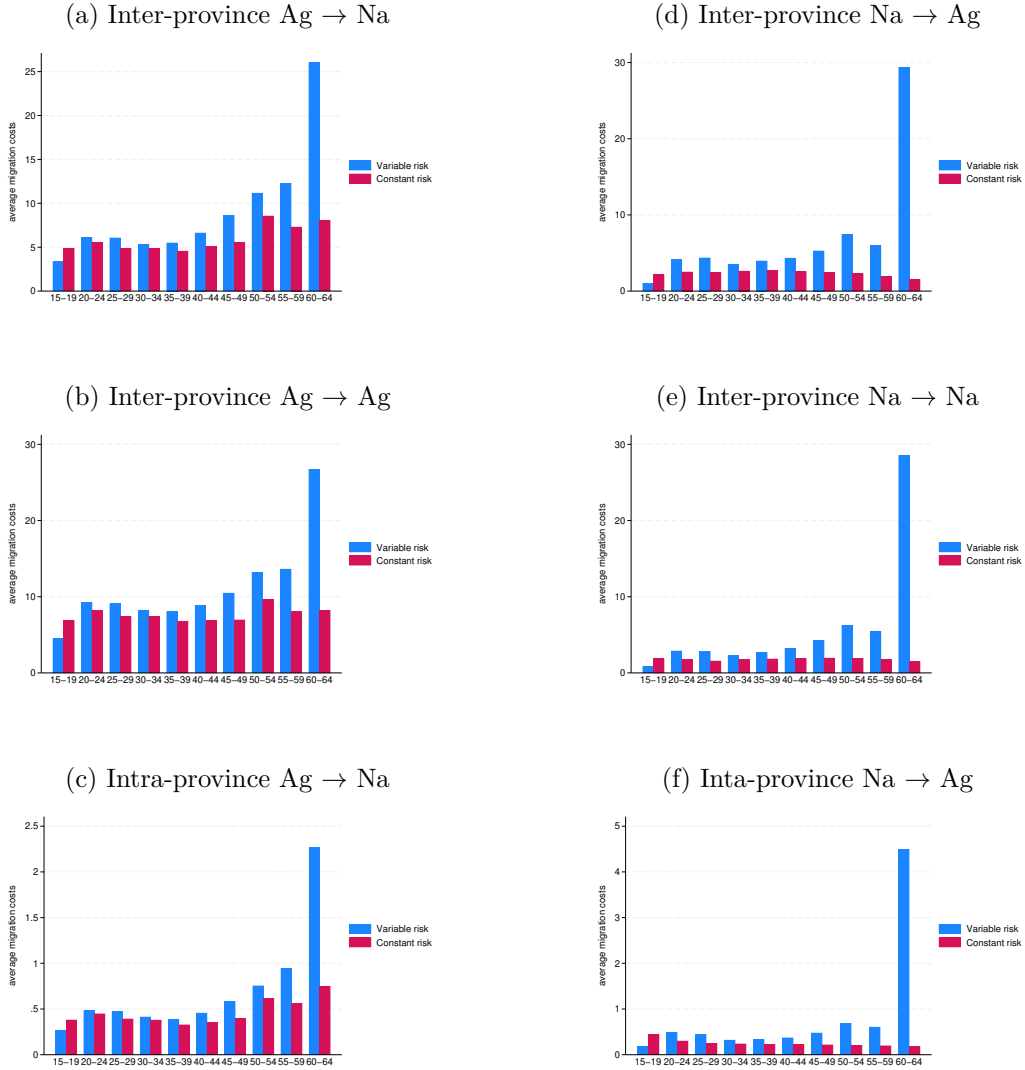 (a) Inter-province Ag → Na
average migration costs
25
20
15
10
5
0
15−19 20−24 25−29 30−34 35−39 40−44 45−49 50−54 55−59 60−64
Variable risk
Constant risk
(d) Inter-province Na → Ag
average migration costs
30
20
10
0
15−19 20−24 25−29 30−34 35−39 40−44 45−49 50−54 55−59 60−64
Variable risk
Constant risk
(b) Inter-province Ag → Ag
average migration costs
30
20
10
0
15−19 20−24 25−29 30−34 35−39 40−44 45−49 50−54 55−59 60−64
Variable risk
Constant risk
(e) Inter-province Na → Na
average migration costs
30
20
10
0
15−19 20−24 25−29 30−34 35−39 40−44 45−49 50−54 55−59 60−64
Variable risk
Constant risk
(c) Intra-province Ag → Na
average migration costs
2.5
2
1.5
1
.5
0
15−19 20−24 25−29 30−34 35−39 40−44 45−49 50−54 55−59 60−64
Variable risk
Constant risk
(f) Inta-province Na → Ag
average migration costs
5
4
3
2
1
0
15−19 20−24 25−29 30−34 35−39 40−44 45−49 50−54 55−59 60−64
Variable risk
Constant risk